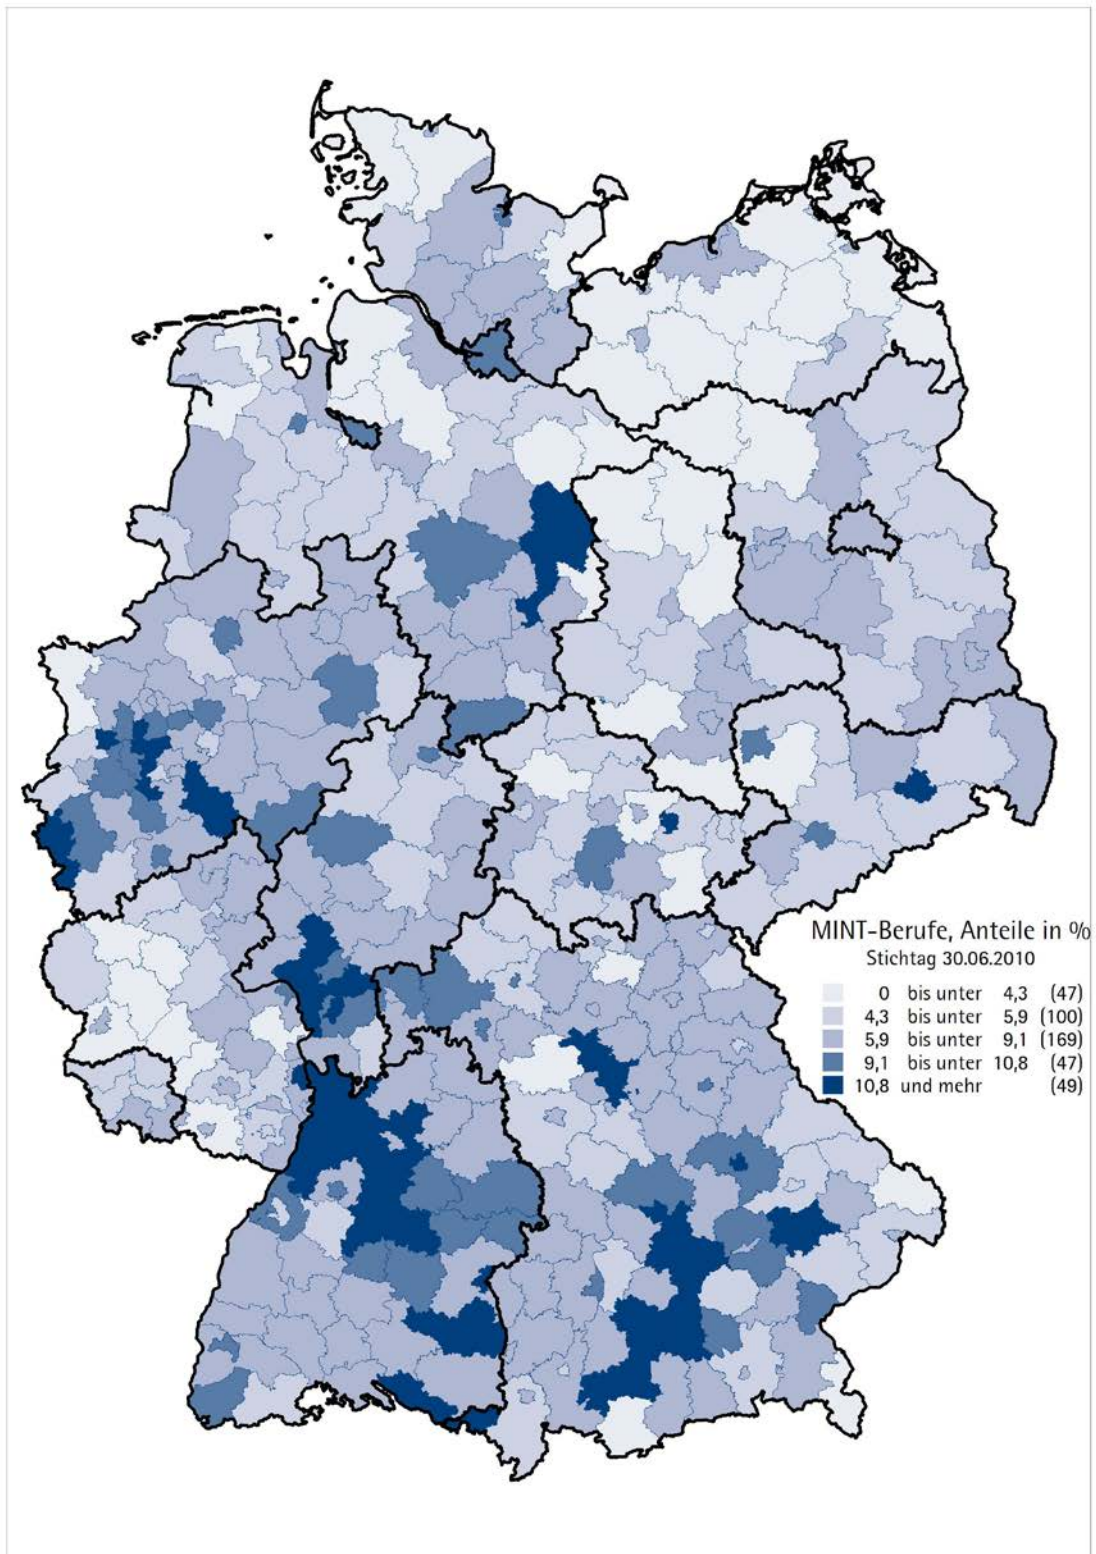 MINT-Berufe, Anteile in %
Stichtag 30.06.2010
0 bis unter 4,3 (47)
4,3 bis unter 5,9 (100)
5,9 bis unter 9,1 (169)
9,1 bis unter 10,8 (47)
10,8 und mehr (49)